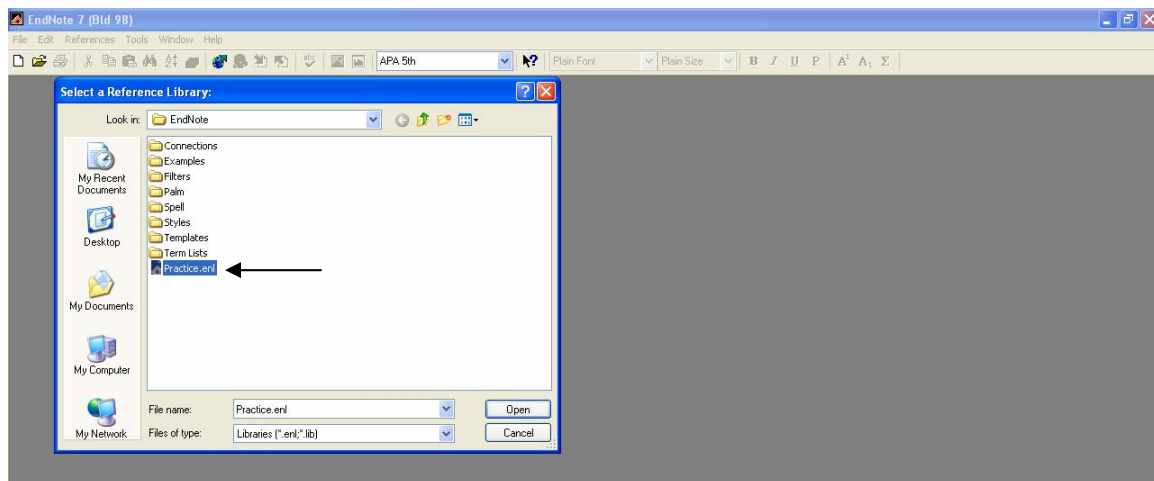 EndNote 7 (Bld 98)
File Edit References Tools Window Help
APA 5th Plain Font Plain Size B I U P A¹ A₁ Σ
Select a Reference Library:
Look in: EndNote
My Recent Documents
Desktop
My Documents
My Computer
My Network
Connections
Examples
Filters
Palm
Spell
Styles
Templates
Term Lists
Practice.enl
File name: Practice.enl Open
Files of type: Libraries (*.enl;*.lib) Cancel